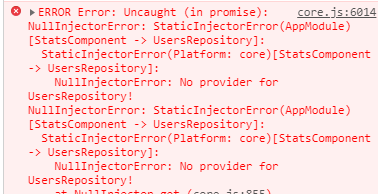 ERROR Error: Uncaught (in promise): core.js:6014
NullInjectorError: StaticInjectorError(AppModule)
[StatsComponent -> UsersRepository]:
StaticInjectorError(Platform: core)[StatsComponent
-> UsersRepository]:
NullInjectorError: No provider for
UsersRepository!
NullInjectorError: StaticInjectorError(AppModule)
[StatsComponent -> UsersRepository]:
StaticInjectorError(Platform: core)[StatsComponent
-> UsersRepository]:
NullInjectorError: No provider for
UsersRepository!
at NullInjector.get (core.js:855)